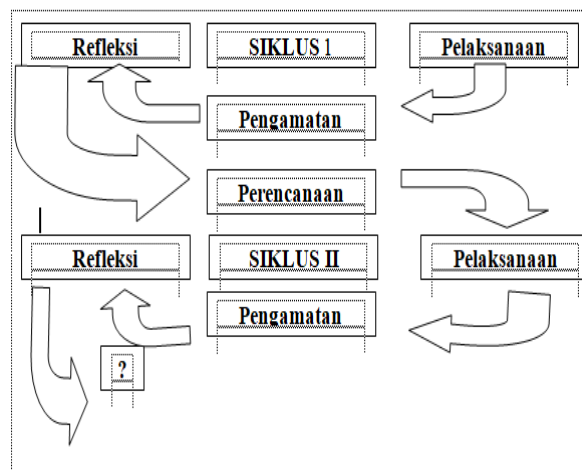 Refleksi SIKLUS 1 Pelaksanaan
Pengamatan
Perencanaan
Refleksi SIKLUS II Pelaksanaan
Pengamatan
?